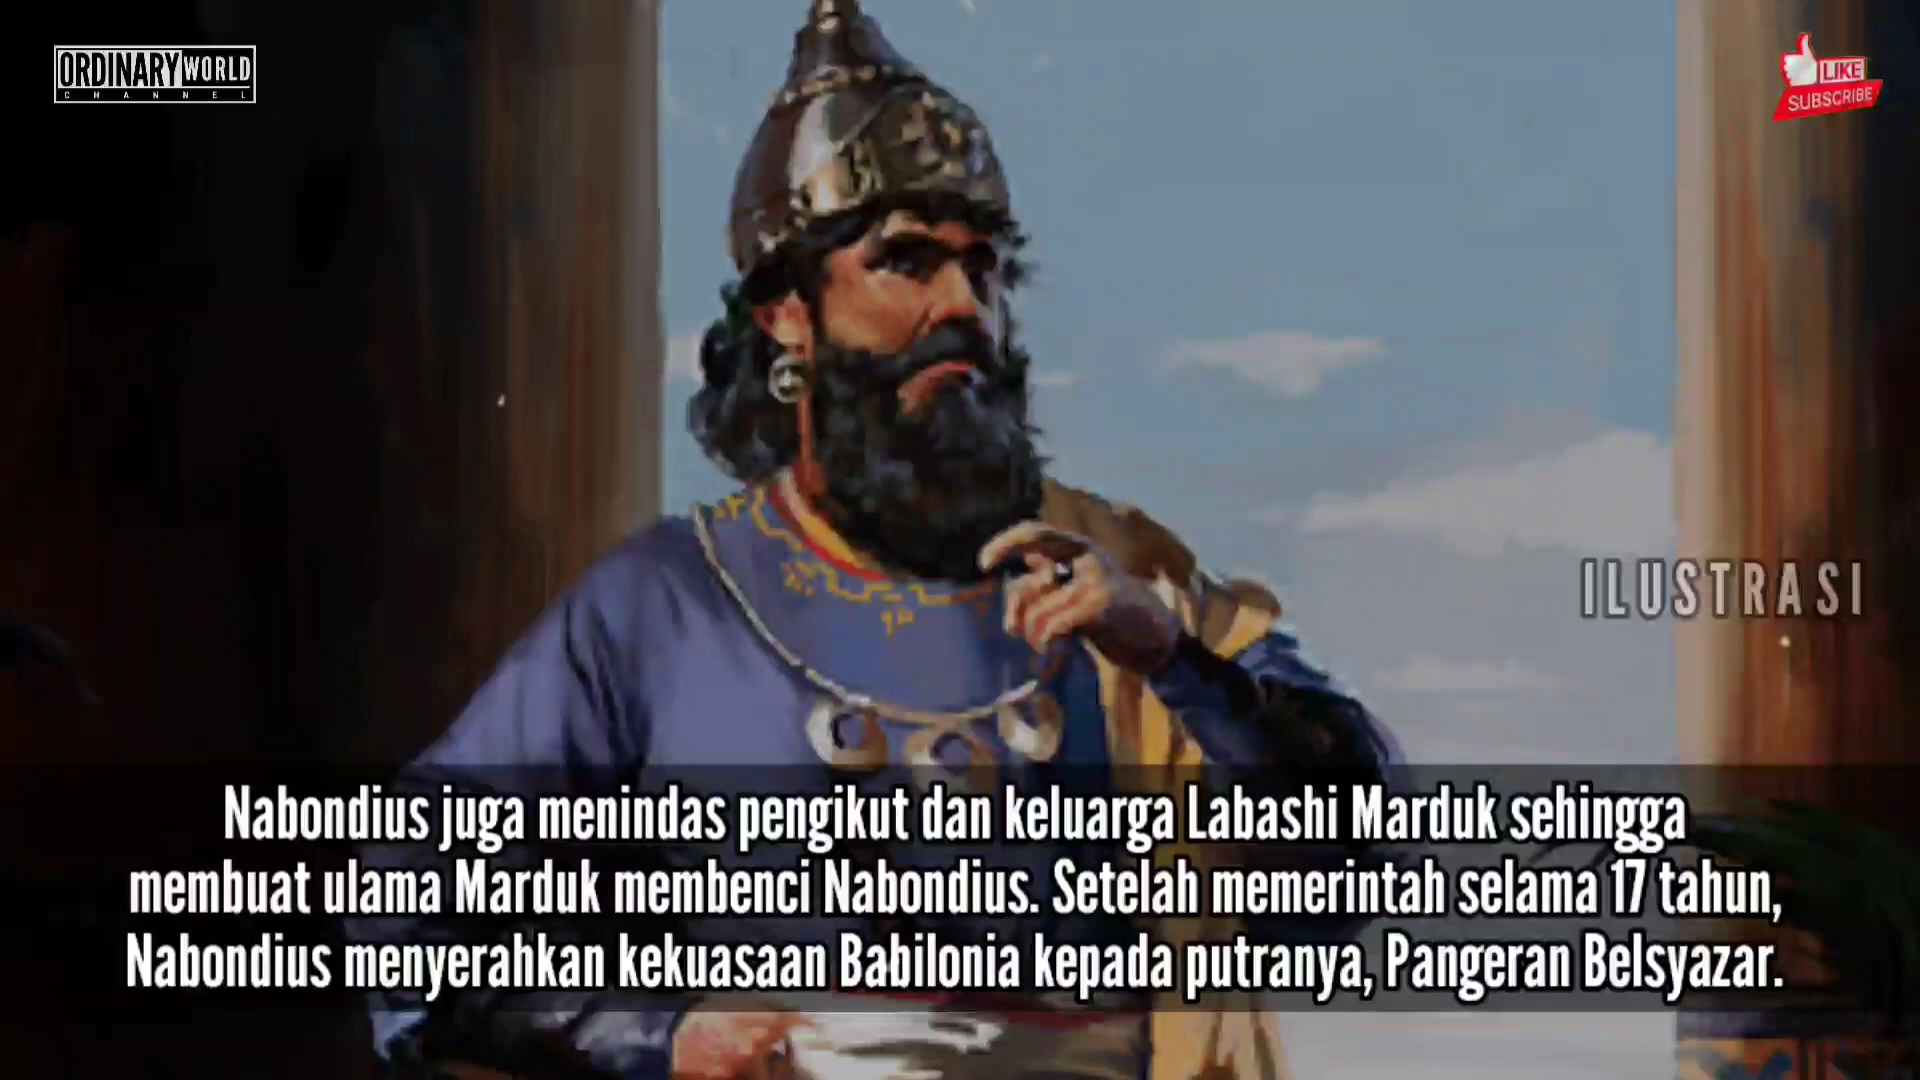 ORDINARY WORLD
CHANNEL
LIKE
SUBSCRIBE
ILUSTRASI
Nabondius juga menindas pengikut dan keluarga Labashi Marduk sehingga
membuat ulama Marduk membenci Nabondius. Setelah memerintah selama 17 tahun,
Nabondius menyerahkan kekuasaan Babilonia kepada putranya, Pangeran Belsyazar.